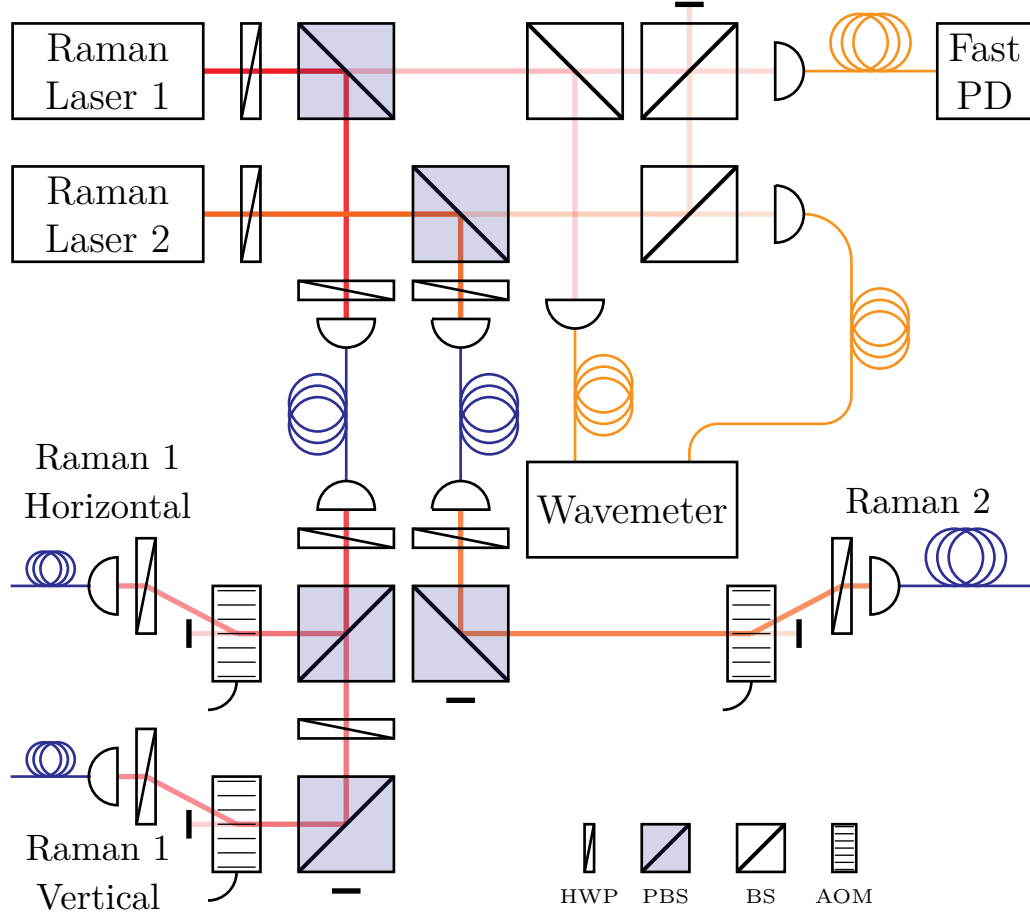 Raman
Laser 1
Fast
PD
Raman
Laser 2
Raman 1
Horizontal
Wavemeter
Raman 2
Raman 1
Vertical
HWP
PBS
BS
AOM